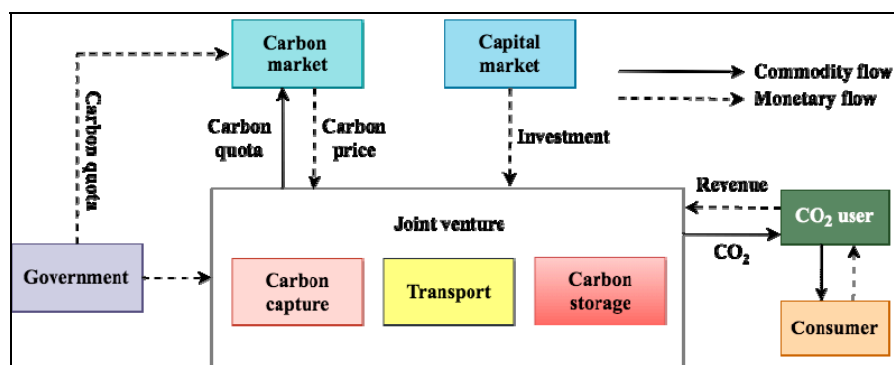 Carbon
market
Capital
market
Commodity flow
Monetary flow
Carbon quota
Carbon
quota
Carbon
price
Investment
Revenue
CO₂ user
CO₂
Joint venture
Government
Carbon
capture
Transport
Carbon
storage
Consumer